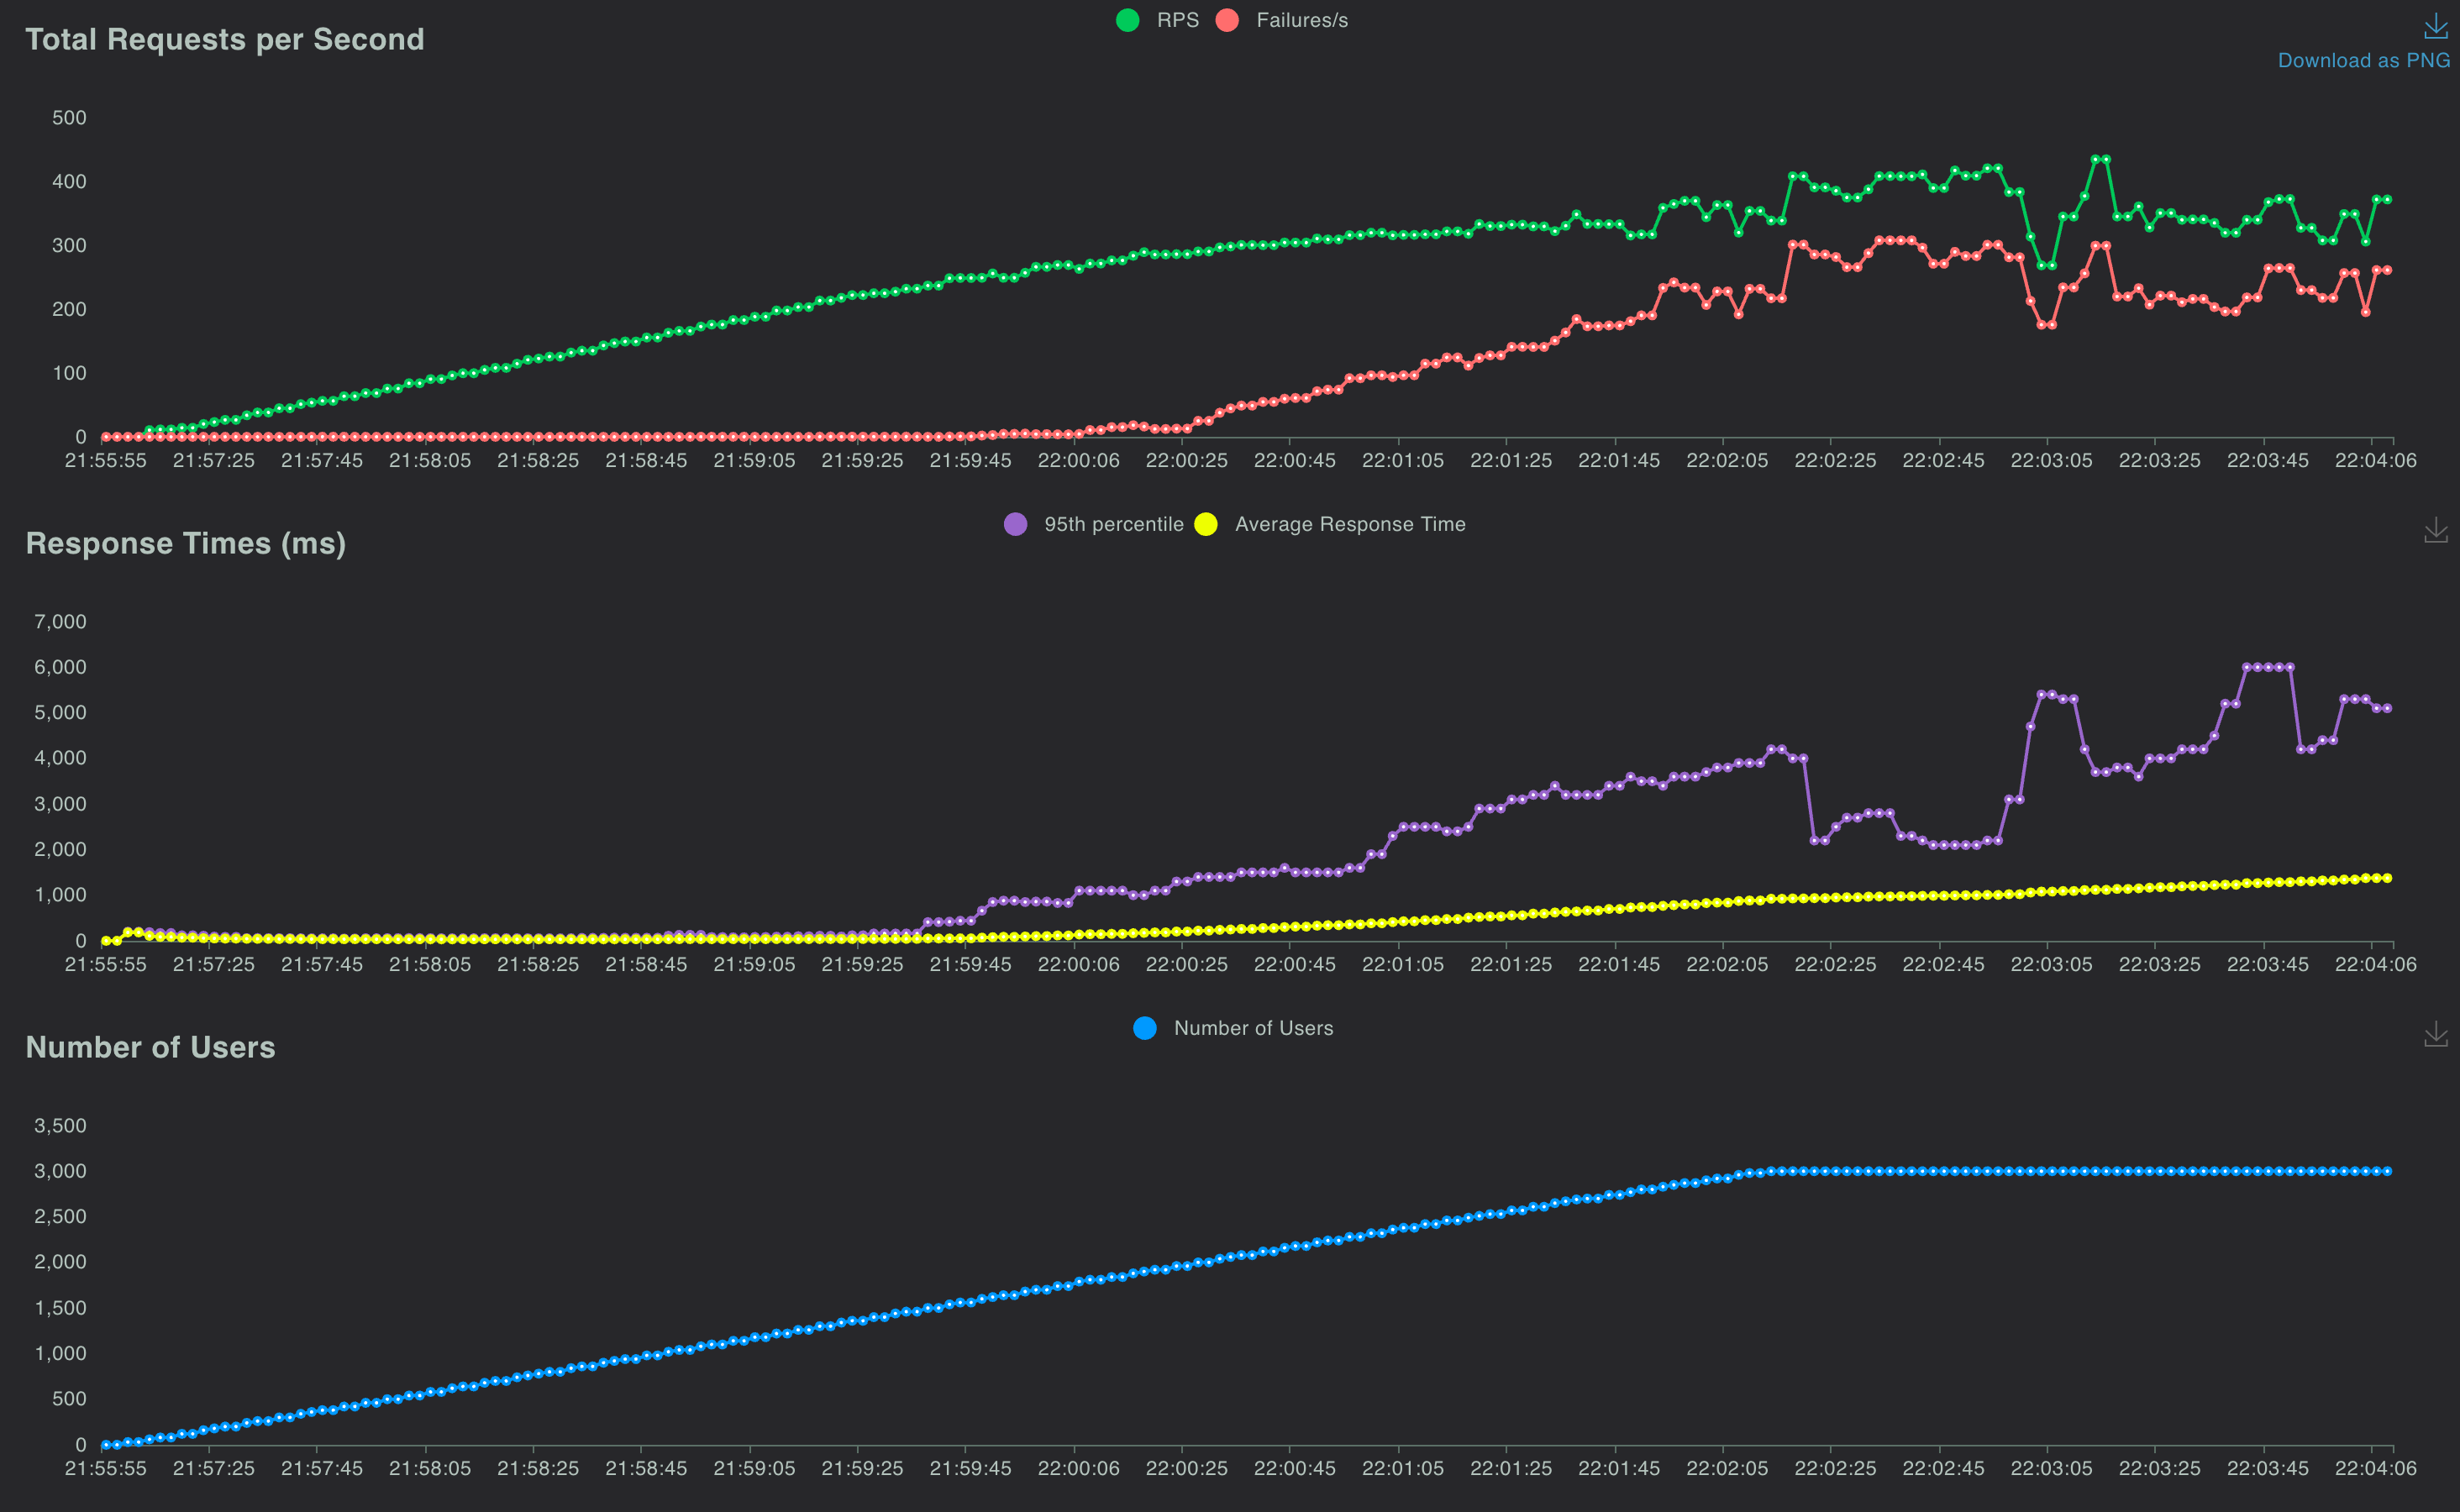 RPS Failures/s
Total Requests per Second
Download as PNG
500
400
300
200
100
0
21:55:55 21:57:25 21:57:45 21:58:05 21:58:25 21:58:45 21:59:05 21:59:25 21:59:45 22:00:06 22:00:25 22:00:45 22:01:05 22:01:25 22:01:45 22:02:05 22:02:25 22:02:45 22:03:05 22:03:25 22:03:45 22:04:06
95th percentile Average Response Time
Response Times (ms)
7,000
6,000
5,000
4,000
3,000
2,000
1,000
0
21:55:55 21:57:25 21:57:45 21:58:05 21:58:25 21:58:45 21:59:05 21:59:25 21:59:45 22:00:06 22:00:25 22:00:45 22:01:05 22:01:25 22:01:45 22:02:05 22:02:25 22:02:45 22:03:05 22:03:25 22:03:45 22:04:06
Number of Users
Number of Users
3,500
3,000
2,500
2,000
1,500
1,000
500
0
21:55:55 21:57:25 21:57:45 21:58:05 21:58:25 21:58:45 21:59:05 21:59:25 21:59:45 22:00:06 22:00:25 22:00:45 22:01:05 22:01:25 22:01:45 22:02:05 22:02:25 22:02:45 22:03:05 22:03:25 22:03:45 22:04:06